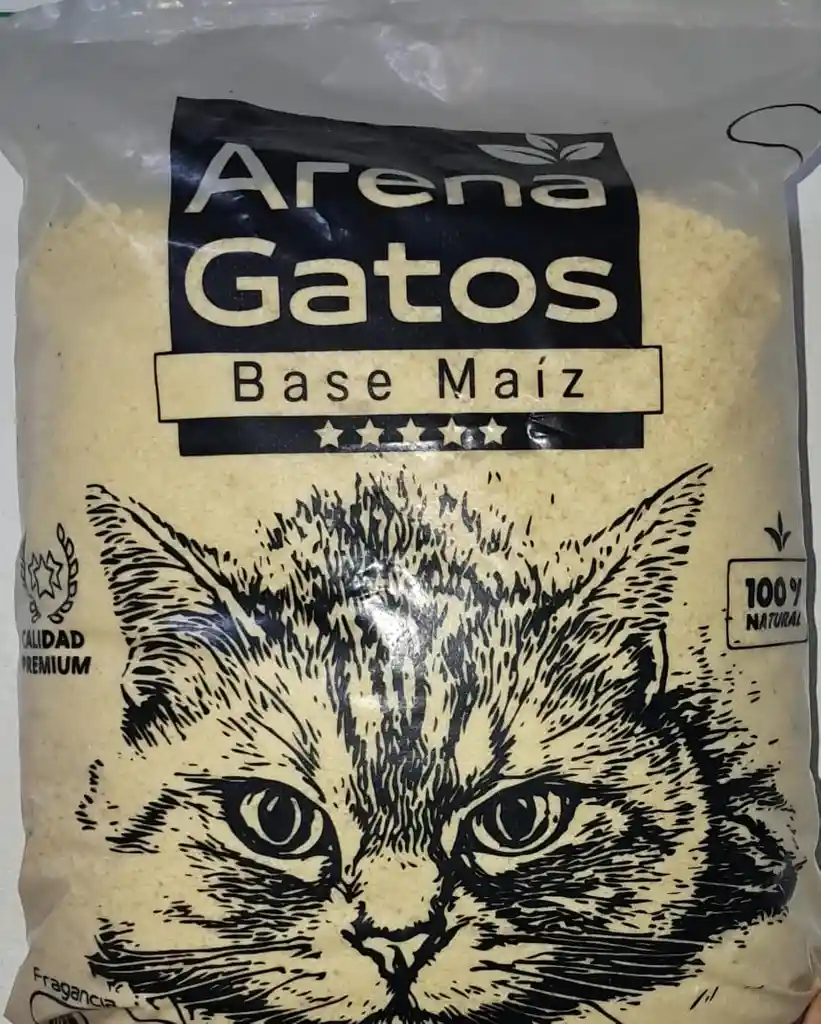 Arena
Gatos
Base Maíz
CALIDAD
PREMIUM
100%
NATURAL
Fragancia